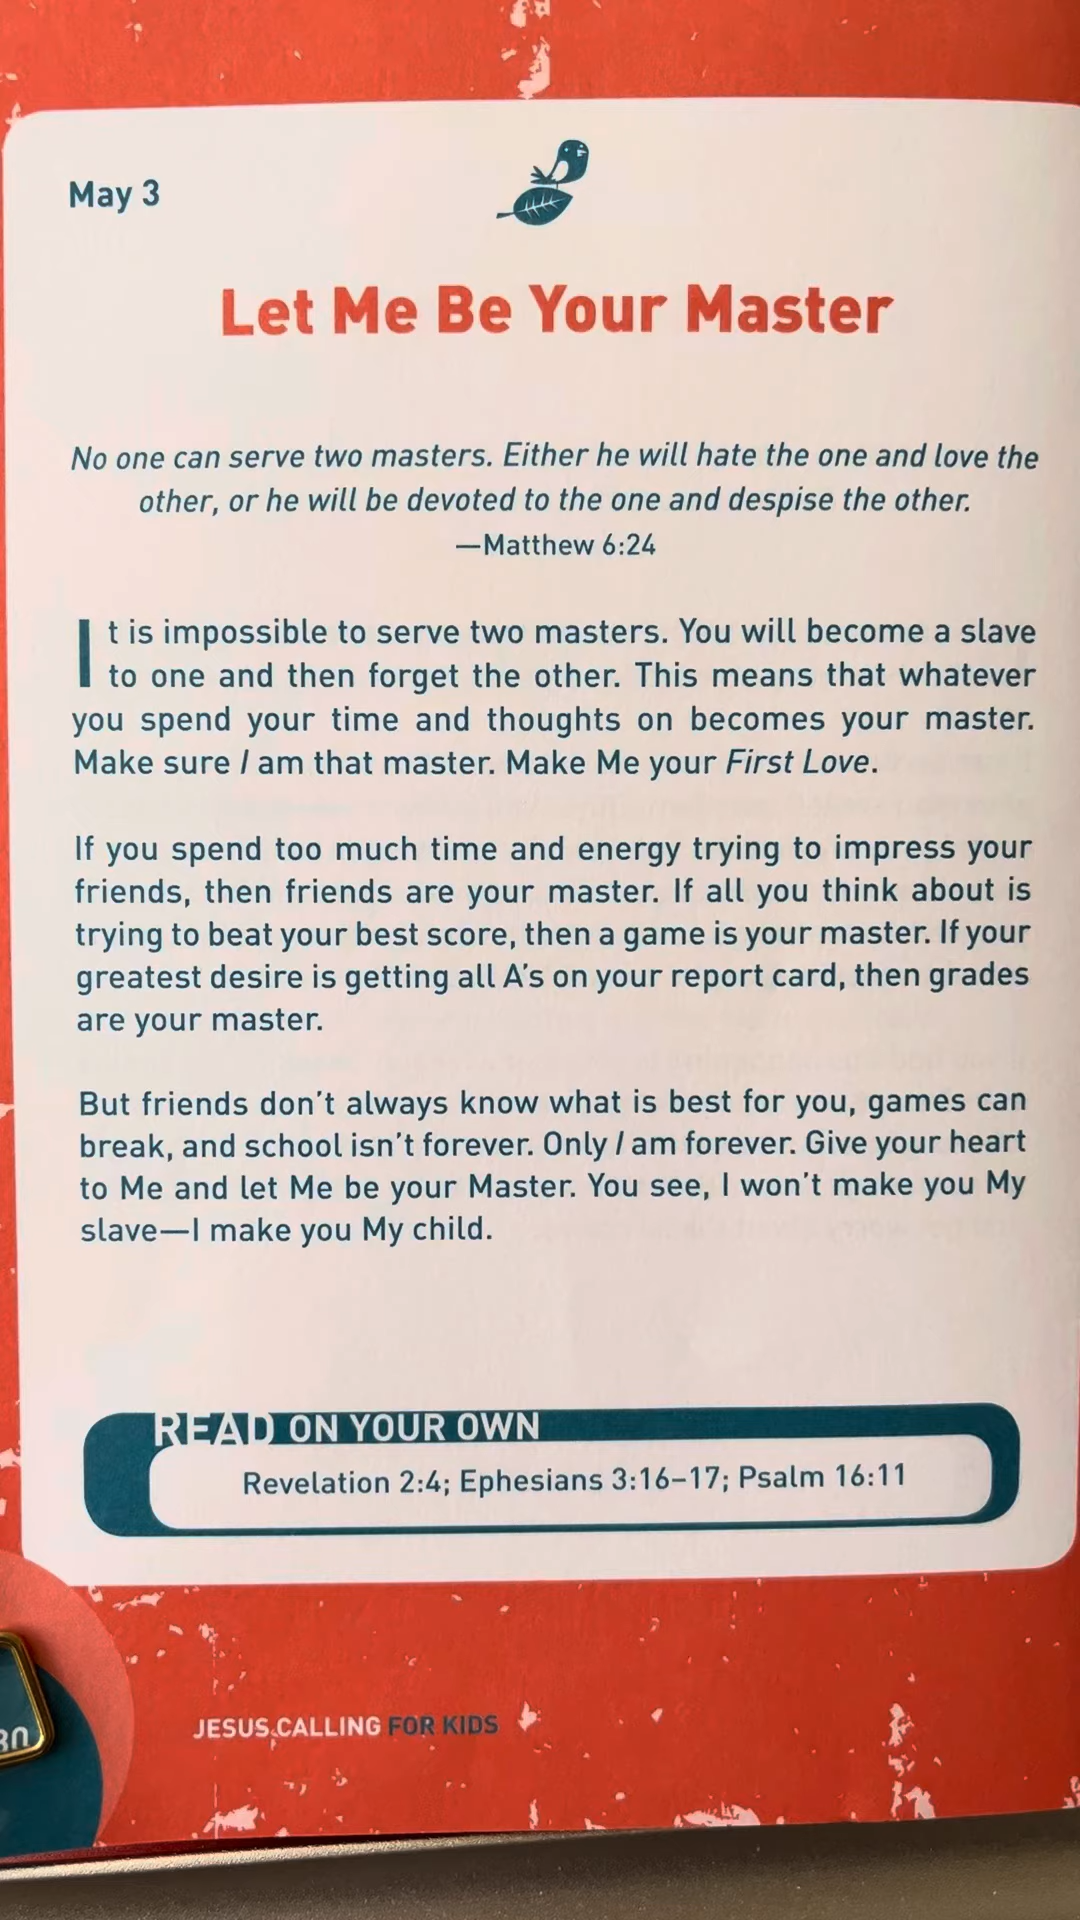 May 3
Let Me Be Your Master
No one can serve two masters. Either he will hate the one and love the
other, or he will be devoted to the one and despise the other.
—Matthew 6:24
It is impossible to serve two masters. You will become a slave
to one and then forget the other. This means that whatever
you spend your time and thoughts on becomes your master.
Make sure I am that master. Make Me your First Love.
If you spend too much time and energy trying to impress your
friends, then friends are your master. If all you think about is
trying to beat your best score, then a game is your master. If your
greatest desire is getting all A's on your report card, then grades
are your master.
But friends don't always know what is best for you, games can
break, and school isn't forever. Only I am forever. Give your heart
to Me and let Me be your Master. You see, I won't make you My
slave—I make you My child.
READ ON YOUR OWN
Revelation 2:4; Ephesians 3:16–17; Psalm 16:11
JESUS CALLING FOR KIDS